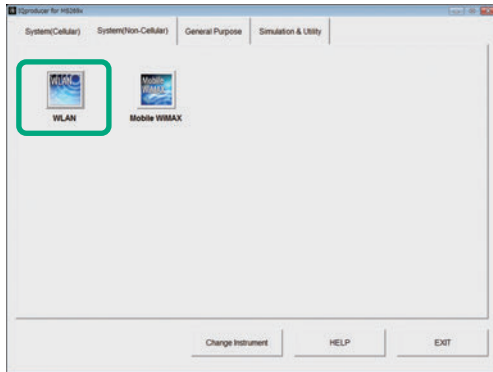 IQproducer for MS269x
System(Cellular) System(Non-Cellular) General Purpose Simulation & Utility
WLAN Mobile WiMAX
WLAN Mobile WiMAX
Change Instrument HELP EXIT